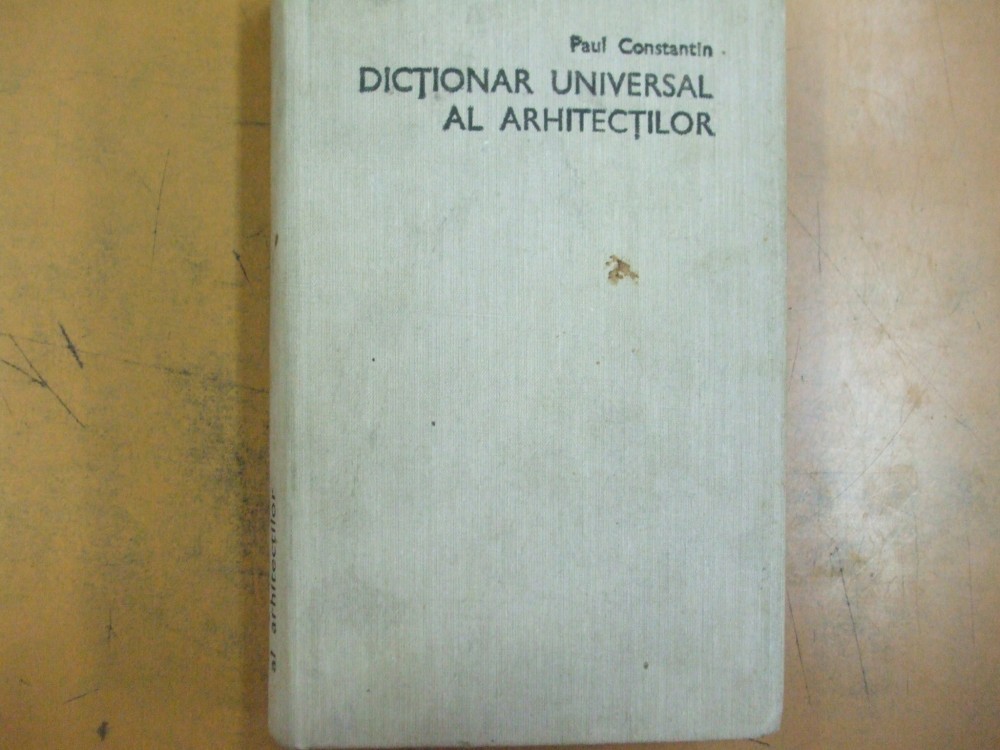 Paul Constantin
DICȚIONAR UNIVERSAL
AL ARHITECȚILOR
al arhitecților